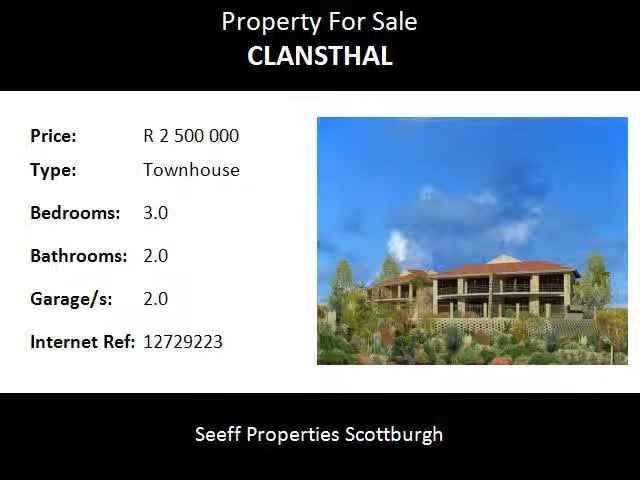 Property For Sale
CLANSTHAL
Price: R 2 500 000
Type: Townhouse
Bedrooms: 3.0
Bathrooms: 2.0
Garage/s: 2.0
Internet Ref: 12729223
Seeff Properties Scottburgh